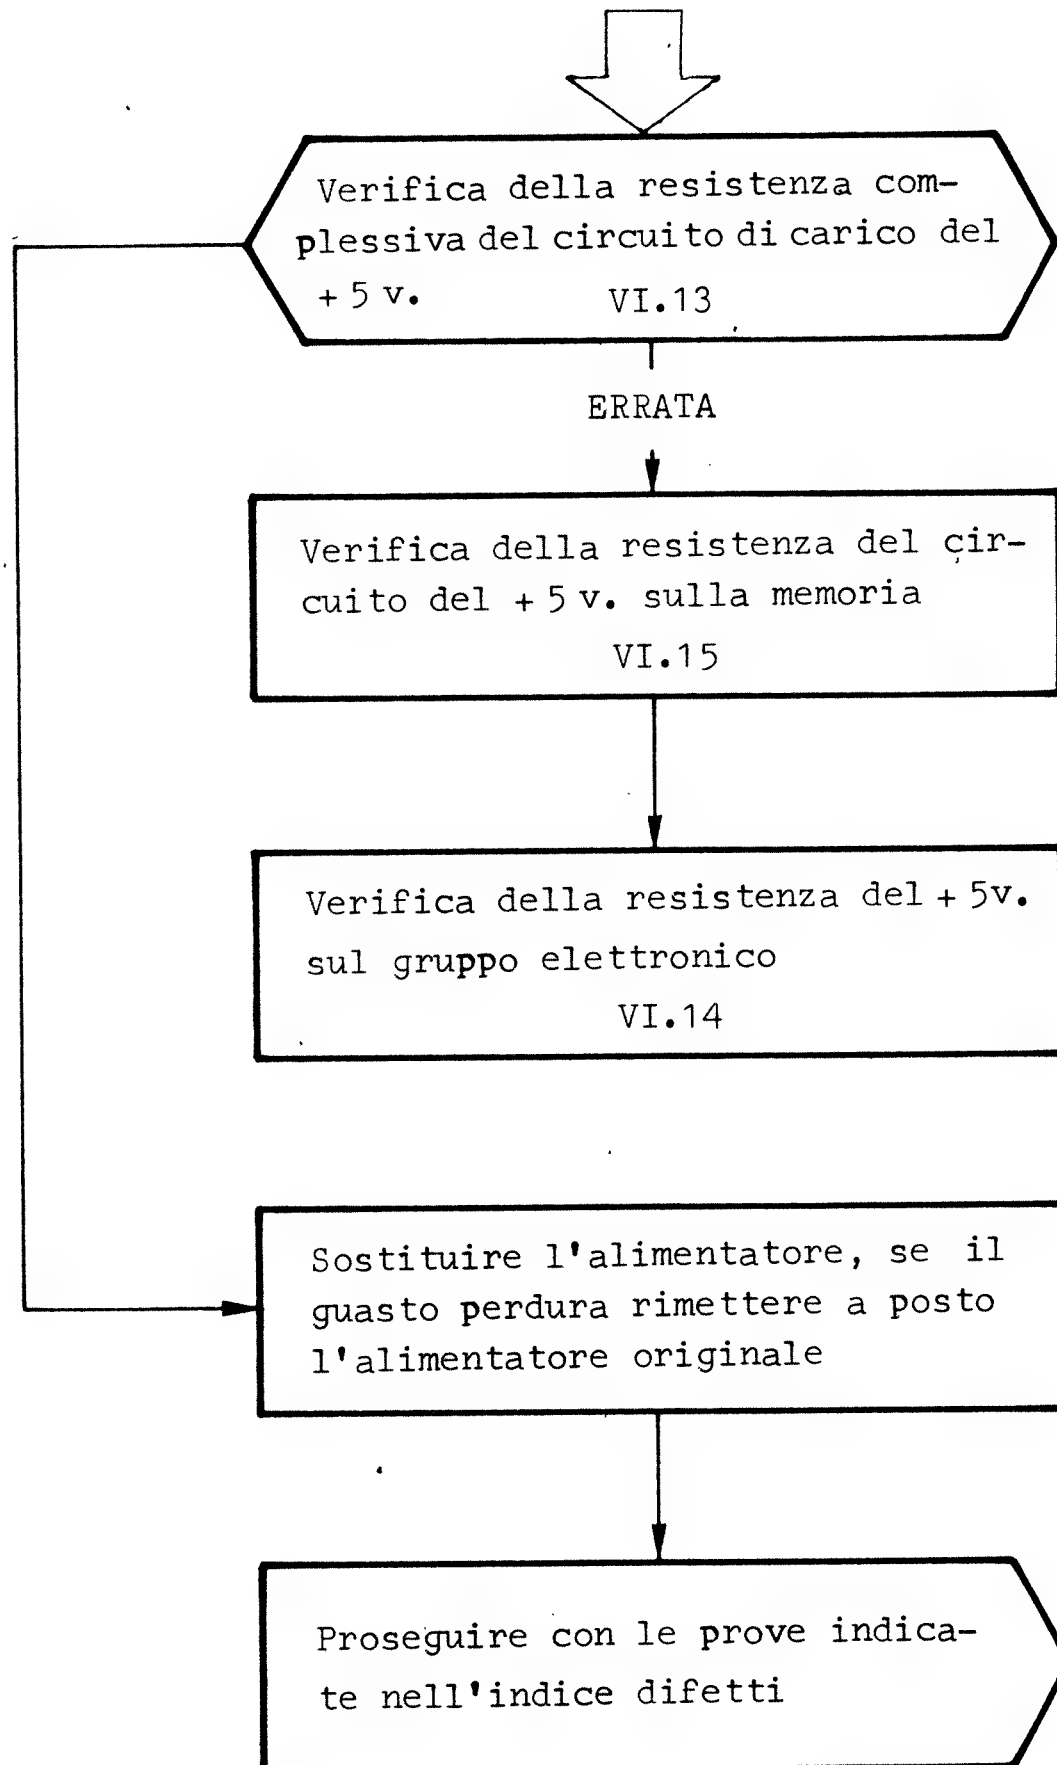 Verifica della resistenza com-
plessiva del circuito di carico del
+ 5 v. VI.13
ERRATA
Verifica della resistenza del cir-
cuito del + 5 v. sulla memoria
VI.15
Verifica della resistenza del + 5v.
sul gruppo elettronico
VI.14
Sostituire l'alimentatore, se il
guasto perdura rimettere a posto
l'alimentatore originale
Proseguire con le prove indica-
te nell'indice difetti